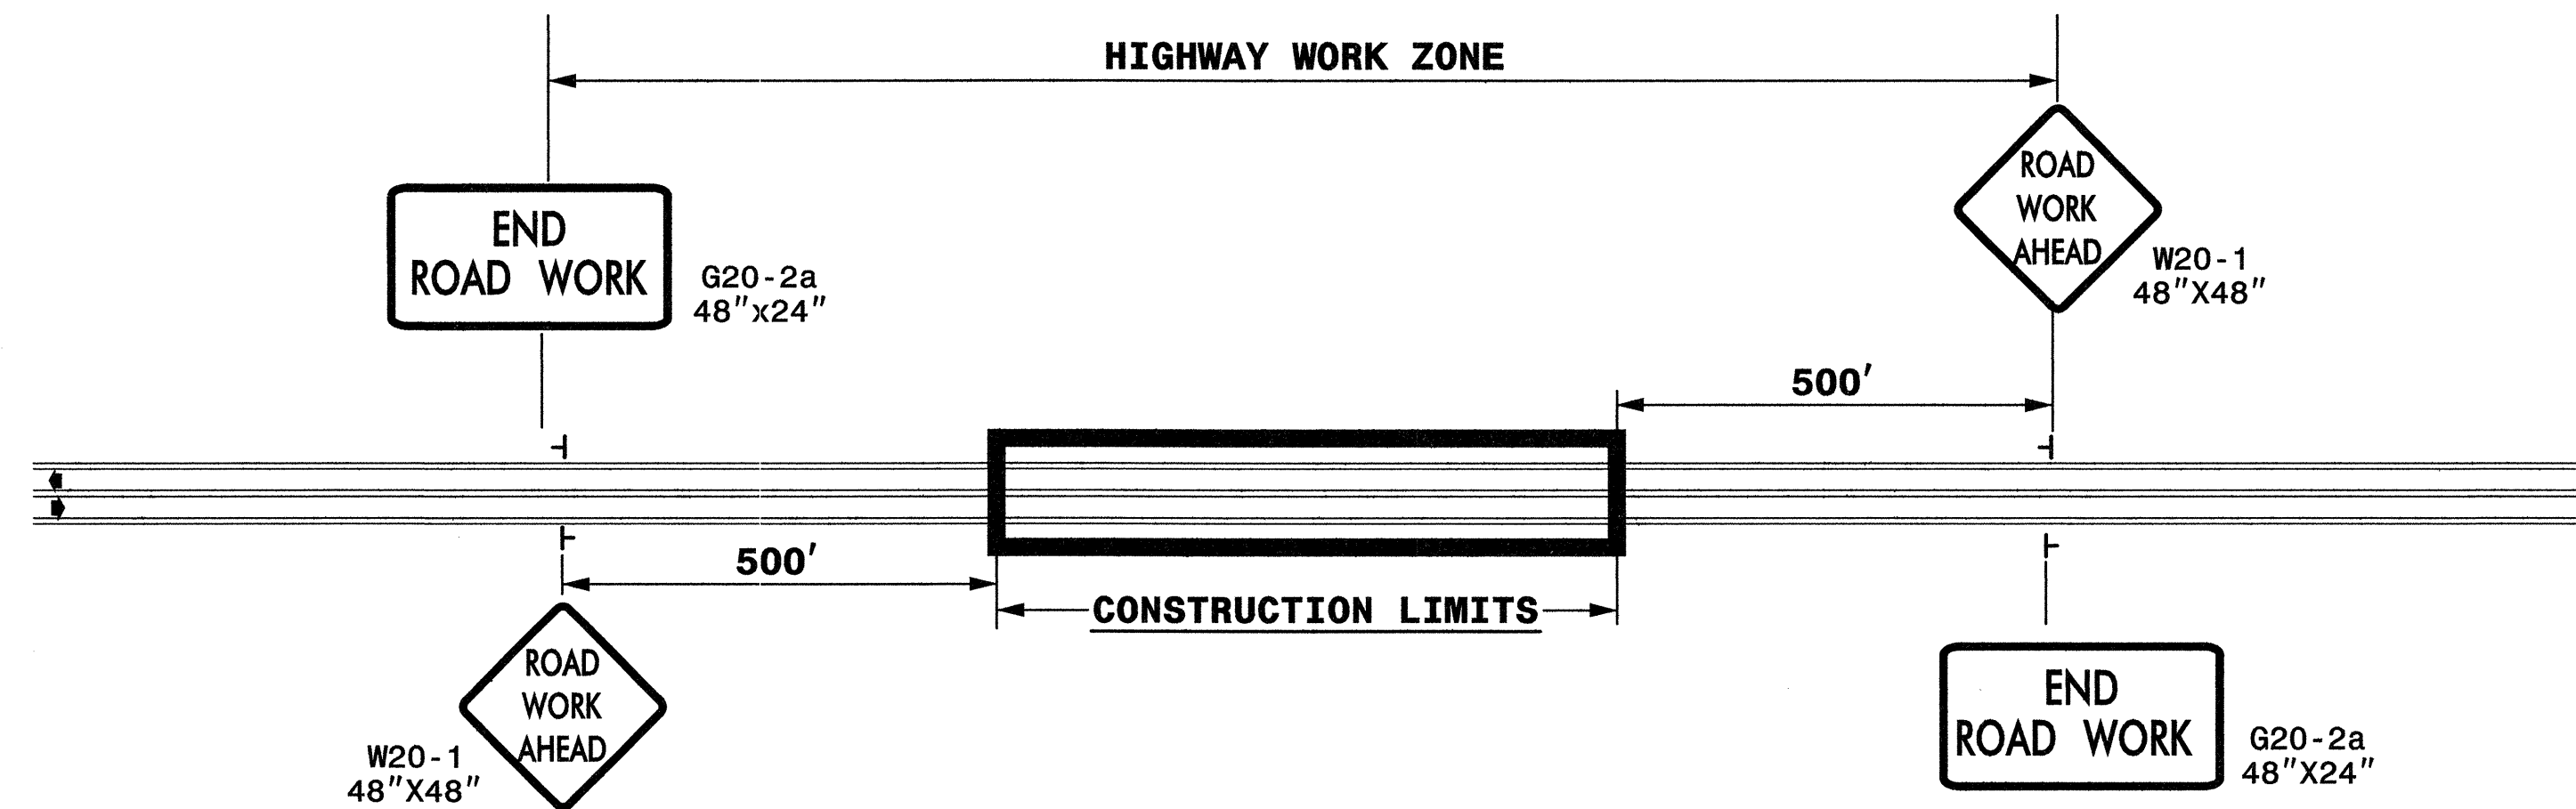 HIGHWAY WORK ZONE
END
ROAD WORK
G20-2a
48"x24"
ROAD
WORK
AHEAD
W20-1
48"X48"
500'
500'
CONSTRUCTION LIMITS
ROAD
WORK
AHEAD
W20-1
48"X48"
END
ROAD WORK
G20-2a
48"X24"